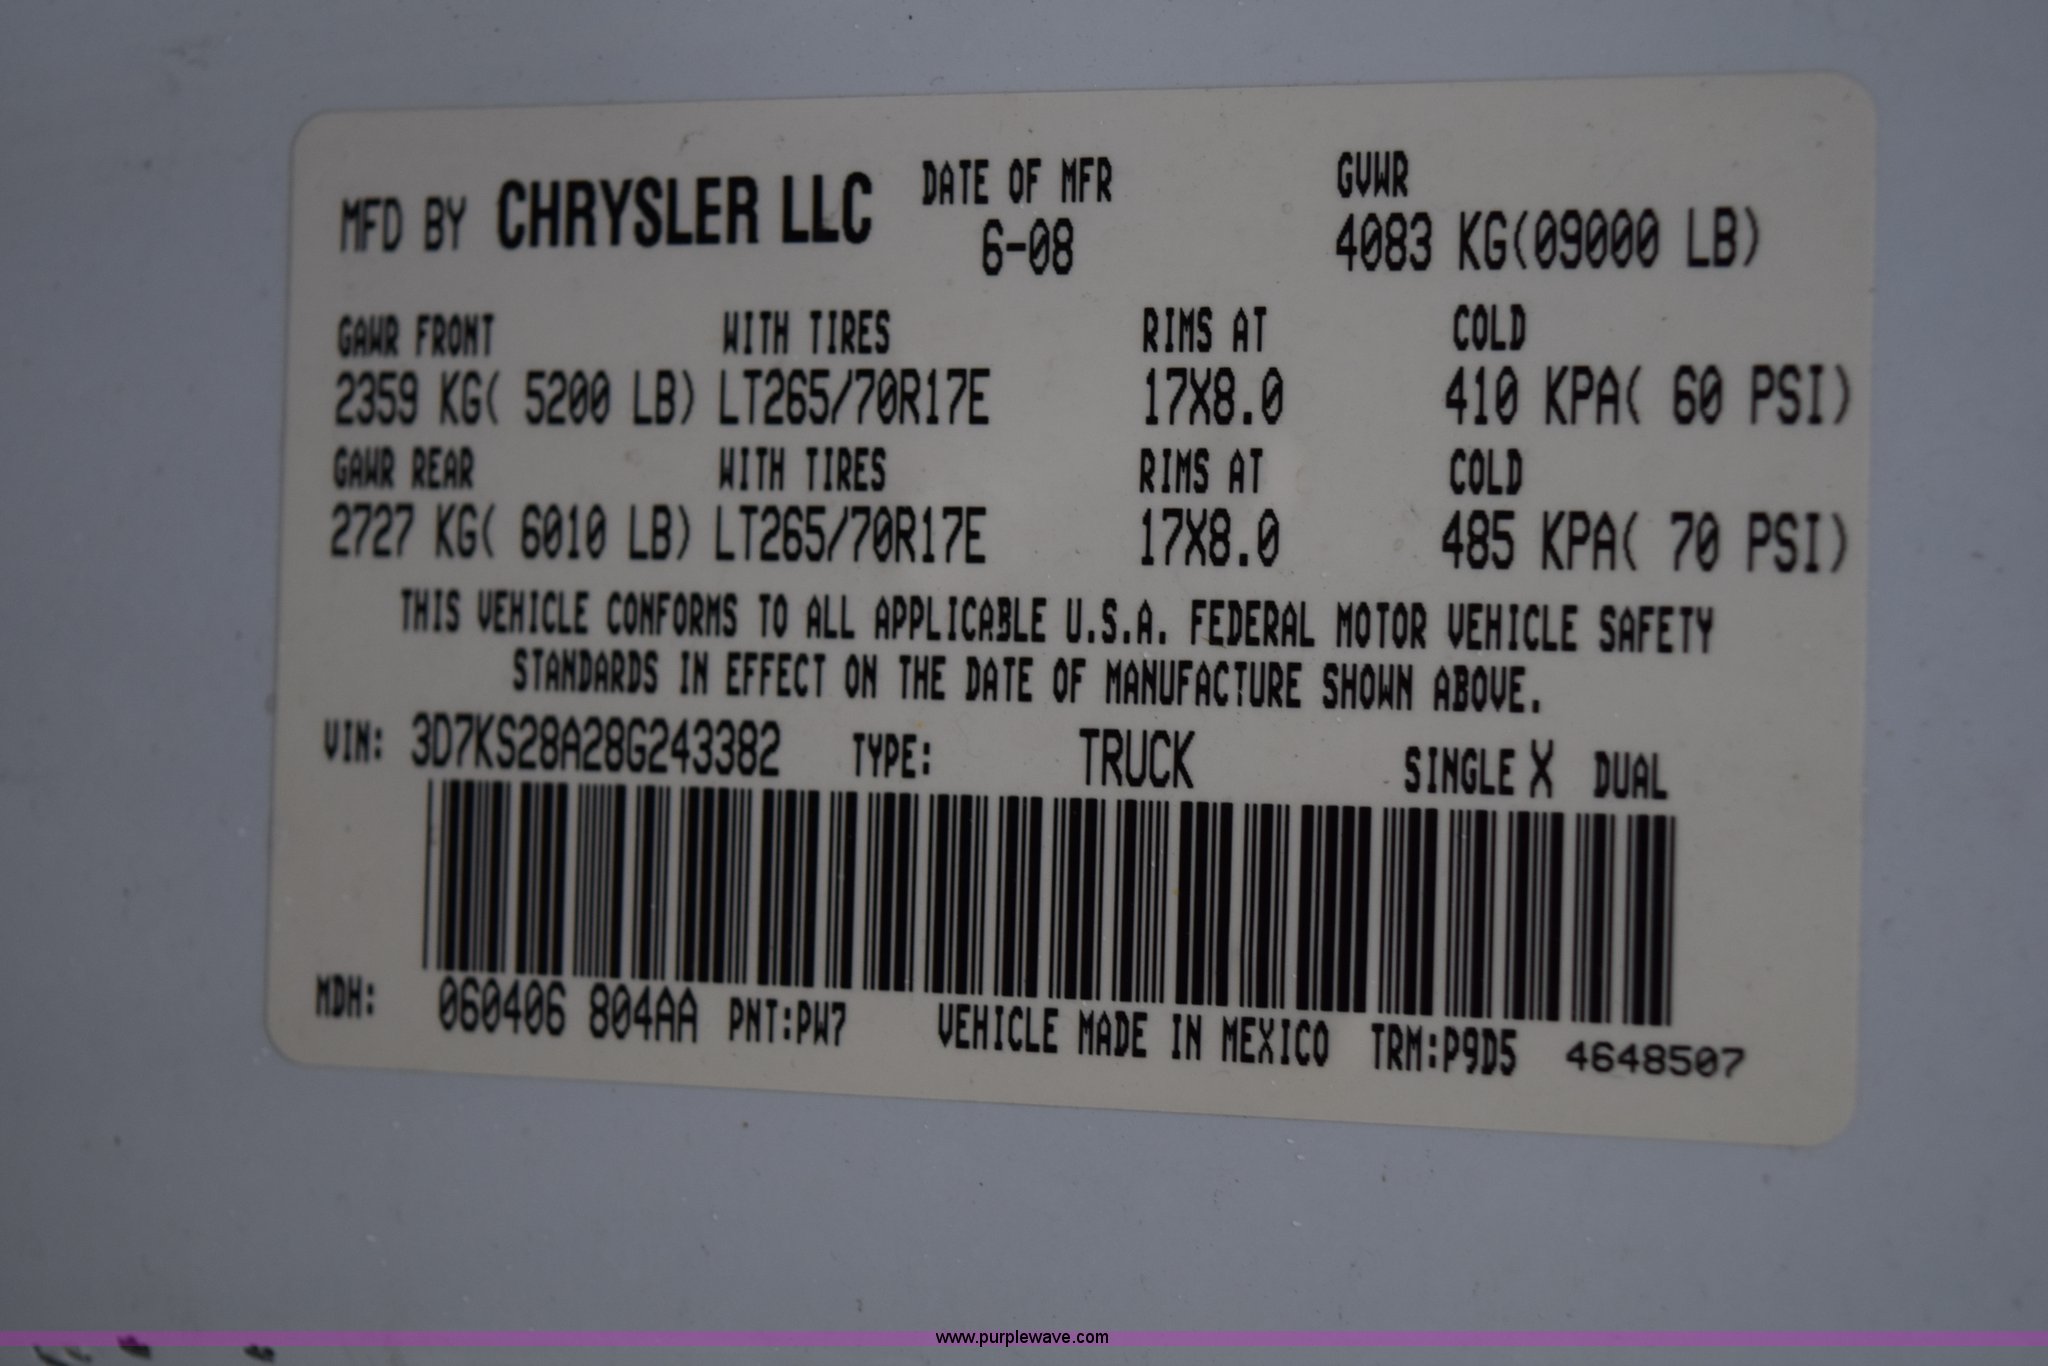 MFD BY CHRYSLER LLC DATE OF MFR GVWR
6-08 4083 KG(09000 LB)
GAWR FRONT WITH TIRES RIMS AT COLD
2359 KG( 5200 LB) LT265/70R17E 17X8.0 410 KPA( 60 PSI)
GAWR REAR WITH TIRES RIMS AT COLD
2727 KG( 6010 LB) LT265/70R17E 17X8.0 485 KPA( 70 PSI)
THIS VEHICLE CONFORMS TO ALL APPLICABLE U.S.A. FEDERAL MOTOR VEHICLE SAFETY
STANDARDS IN EFFECT ON THE DATE OF MANUFACTURE SHOWN ABOVE.
VIN: 3D7KS28A28G243382 TYPE: TRUCK SINGLE X DUAL
MDH: 060406 804AA PNT:PW7 VEHICLE MADE IN MEXICO TRM:P9D5 4648507
www.purplewave.com